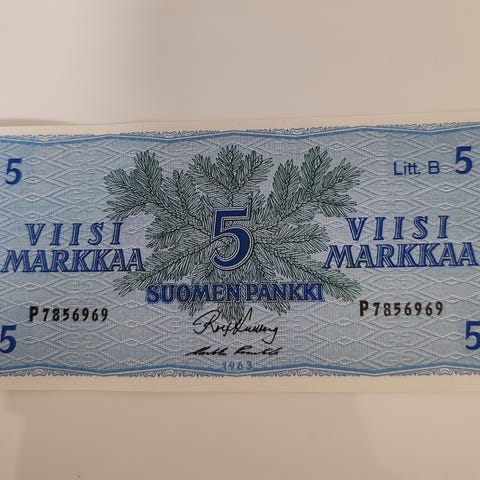 5 Litt. B 5
5
VIISI MARKKAA
VIISI MARKKAA
SUOMEN PANKKI
P7856969 P7856969
5 5
1963